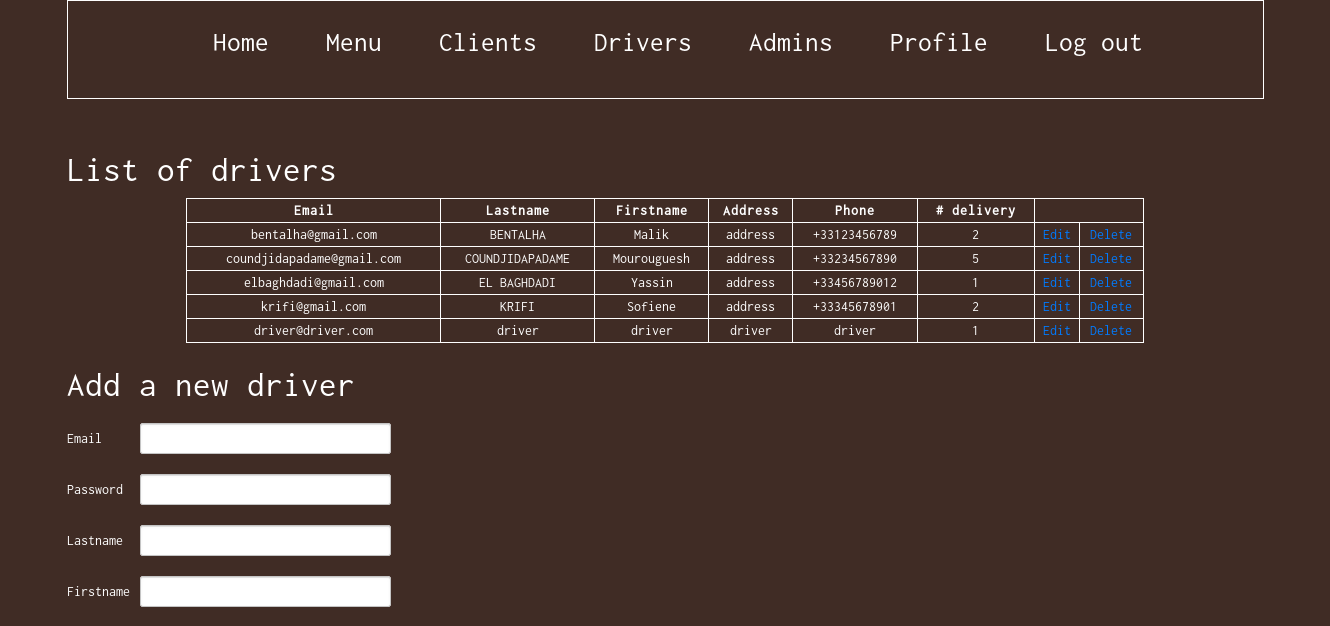 Home Menu Clients Drivers Admins Profile Log out
List of drivers
Email Lastname Firstname Address Phone # delivery
bentalha@gmail.com BENTALHA Malik address +33123456789 2 Edit Delete
coundjidapadame@gmail.com COUNDJIDAPADAME Mourouguesh address +33234567890 5 Edit Delete
elbaghdadi@gmail.com EL BAGHDADI Yassin address +33456789012 1 Edit Delete
krifi@gmail.com KRIFI Sofiene address +33345678901 2 Edit Delete
driver@driver.com driver driver driver driver 1 Edit Delete
Add a new driver
Email
Password
Lastname
Firstname